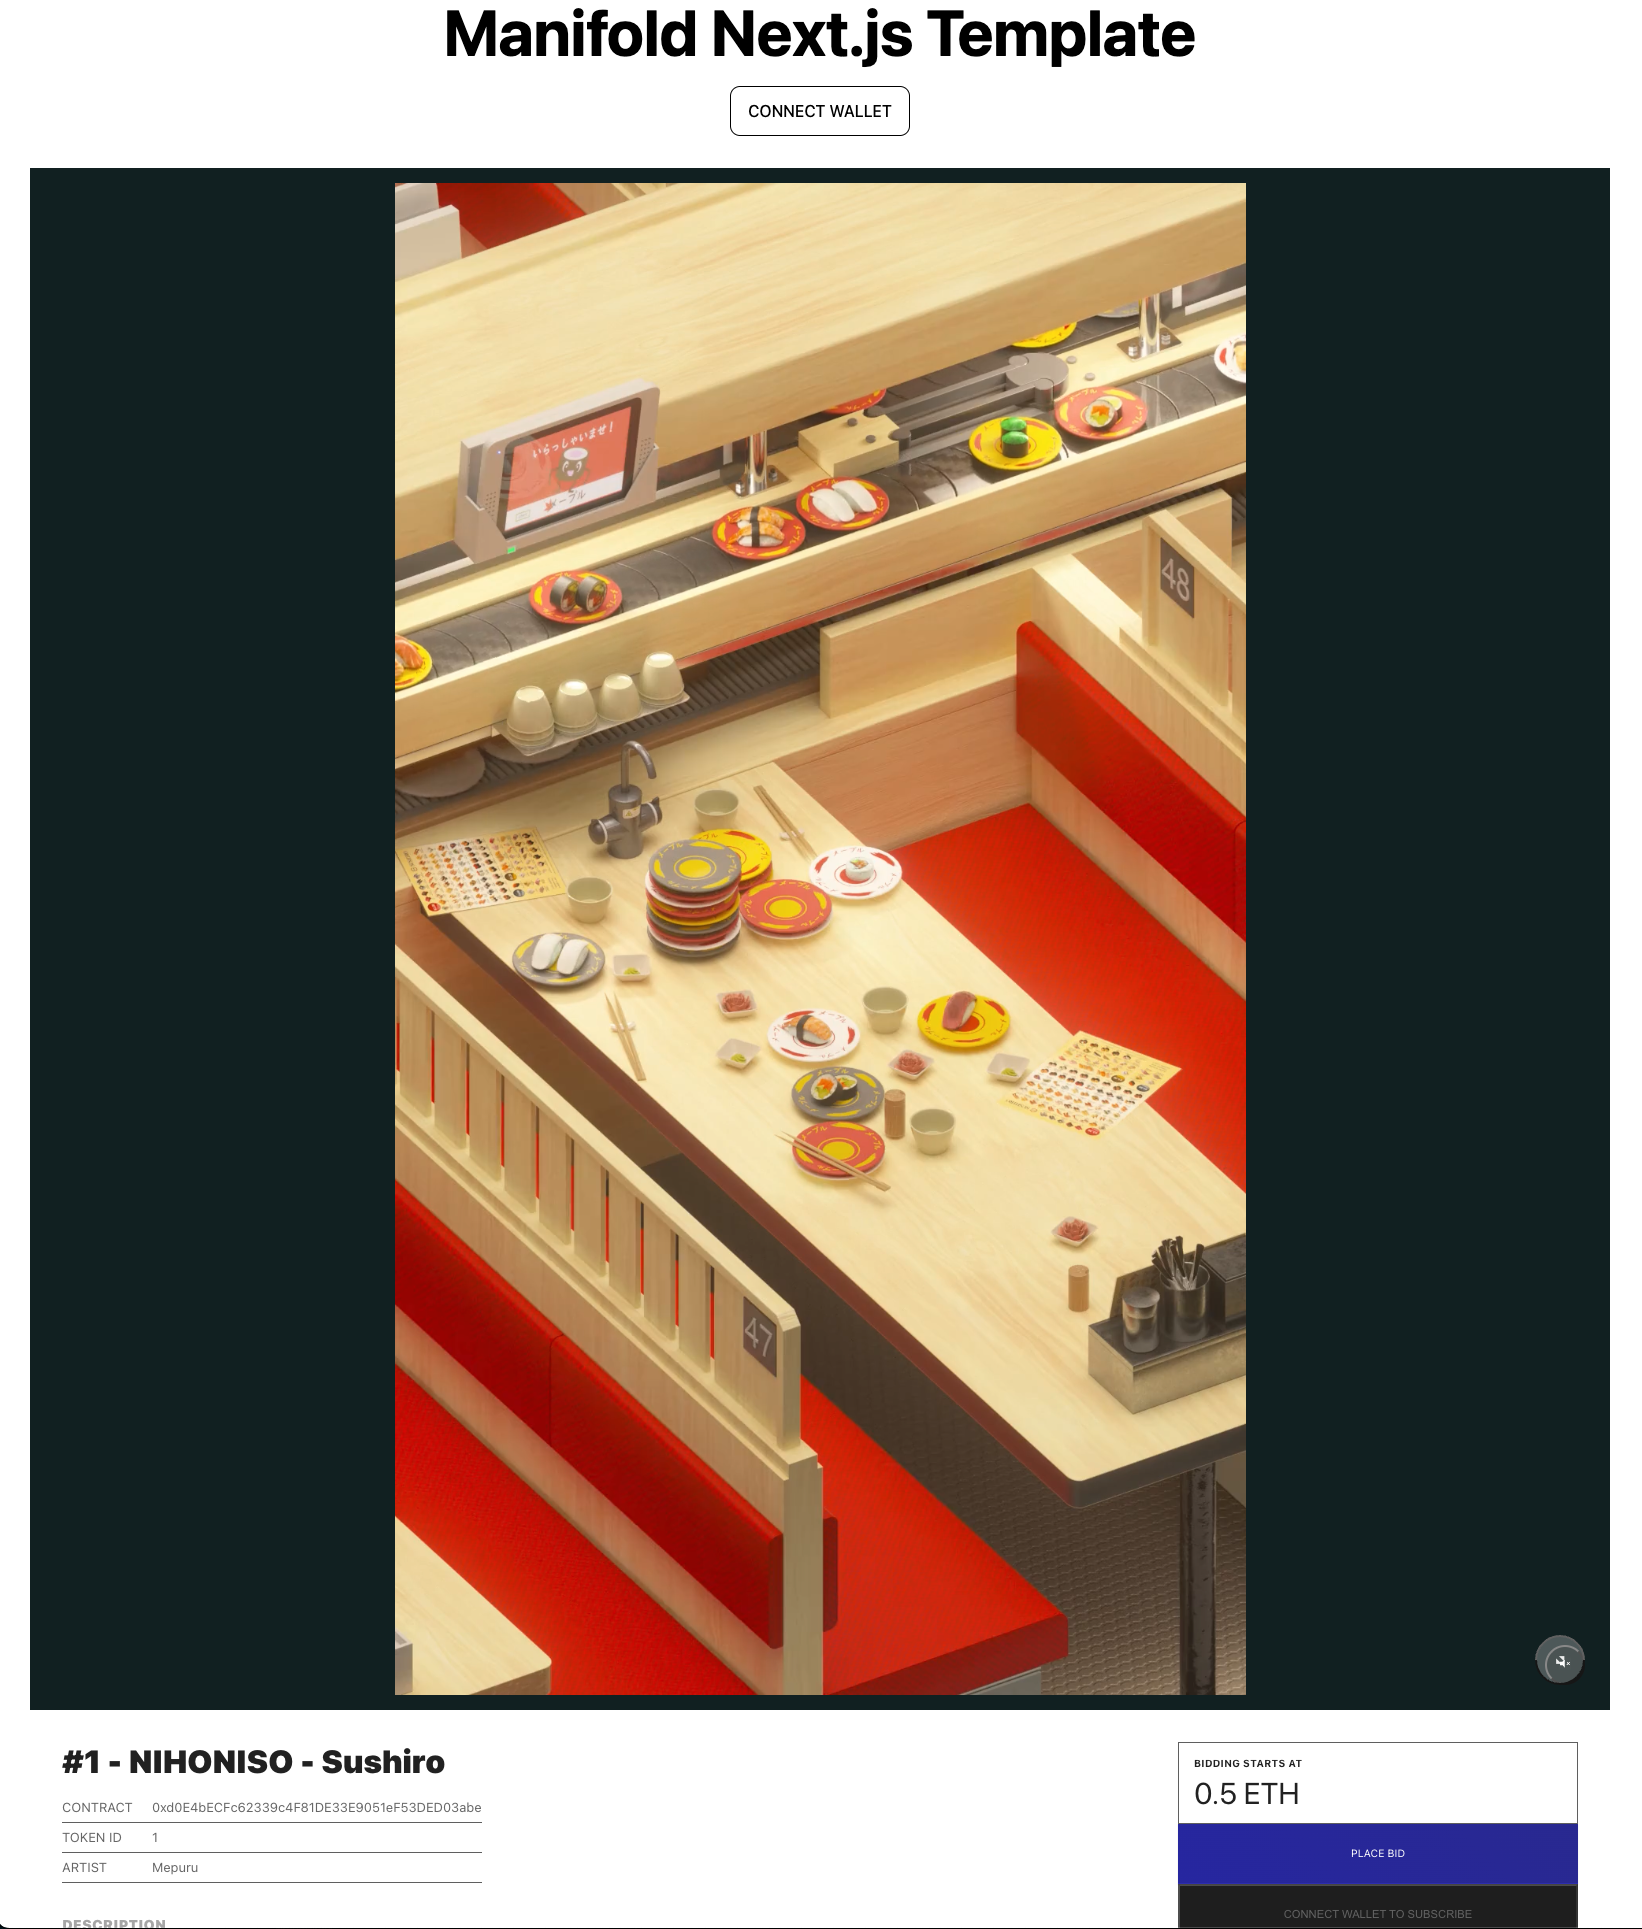 Manifold Next.js Template
CONNECT WALLET
いらっしゃいませ!
48
47
#1 - NIHONISO - Sushiro
CONTRACT 0xd0E4bECFc62339c4F81DE33E9051eF53DED03abe
TOKEN ID 1
ARTIST Mepuru
DESCRIPTION
BIDDING STARTS AT
0.5 ETH
PLACE BID
CONNECT WALLET TO SUBSCRIBE